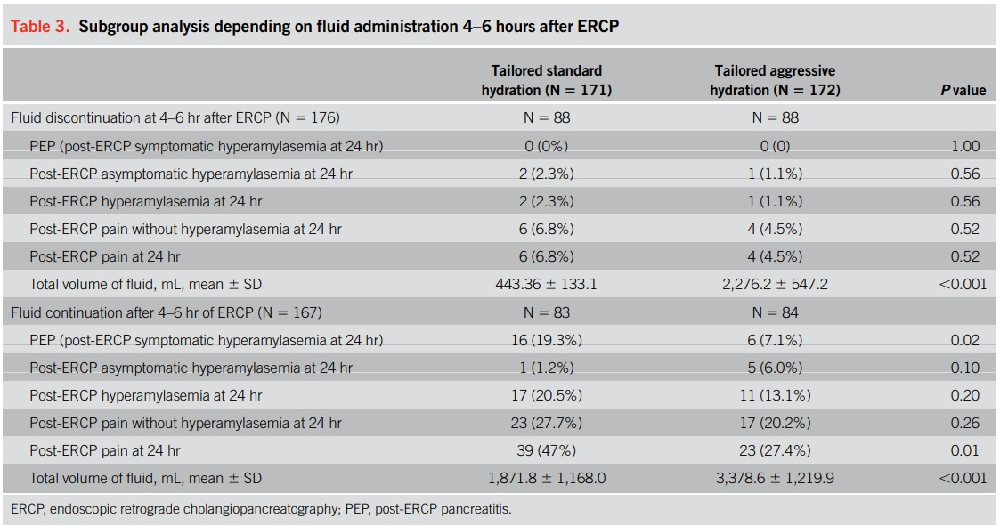 Table 3. Subgroup analysis depending on fluid administration 4–6 hours after ERCP
Tailored standard hydration (N = 171) Tailored aggressive hydration (N = 172) P value
Fluid discontinuation at 4–6 hr after ERCP (N = 176) N = 88 N = 88
PEP (post-ERCP symptomatic hyperamylasemia at 24 hr) 0 (0%) 0 (0) 1.00
Post-ERCP asymptomatic hyperamylasemia at 24 hr 2 (2.3%) 1 (1.1%) 0.56
Post-ERCP hyperamylasemia at 24 hr 2 (2.3%) 1 (1.1%) 0.56
Post-ERCP pain without hyperamylasemia at 24 hr 6 (6.8%) 4 (4.5%) 0.52
Post-ERCP pain at 24 hr 6 (6.8%) 4 (4.5%) 0.52
Total volume of fluid, mL, mean ± SD 443.36 ± 133.1 2,276.2 ± 547.2 <0.001
Fluid continuation after 4–6 hr of ERCP (N = 167) N = 83 N = 84
PEP (post-ERCP symptomatic hyperamylasemia at 24 hr) 16 (19.3%) 6 (7.1%) 0.02
Post-ERCP asymptomatic hyperamylasemia at 24 hr 1 (1.2%) 5 (6.0%) 0.10
Post-ERCP hyperamylasemia at 24 hr 17 (20.5%) 11 (13.1%) 0.20
Post-ERCP pain without hyperamylasemia at 24 hr 23 (27.7%) 17 (20.2%) 0.26
Post-ERCP pain at 24 hr 39 (47%) 23 (27.4%) 0.01
Total volume of fluid, mL, mean ± SD 1,871.8 ± 1,168.0 3,378.6 ± 1,219.9 <0.001
ERCP, endoscopic retrograde cholangiopancreatography; PEP, post-ERCP pancreatitis.